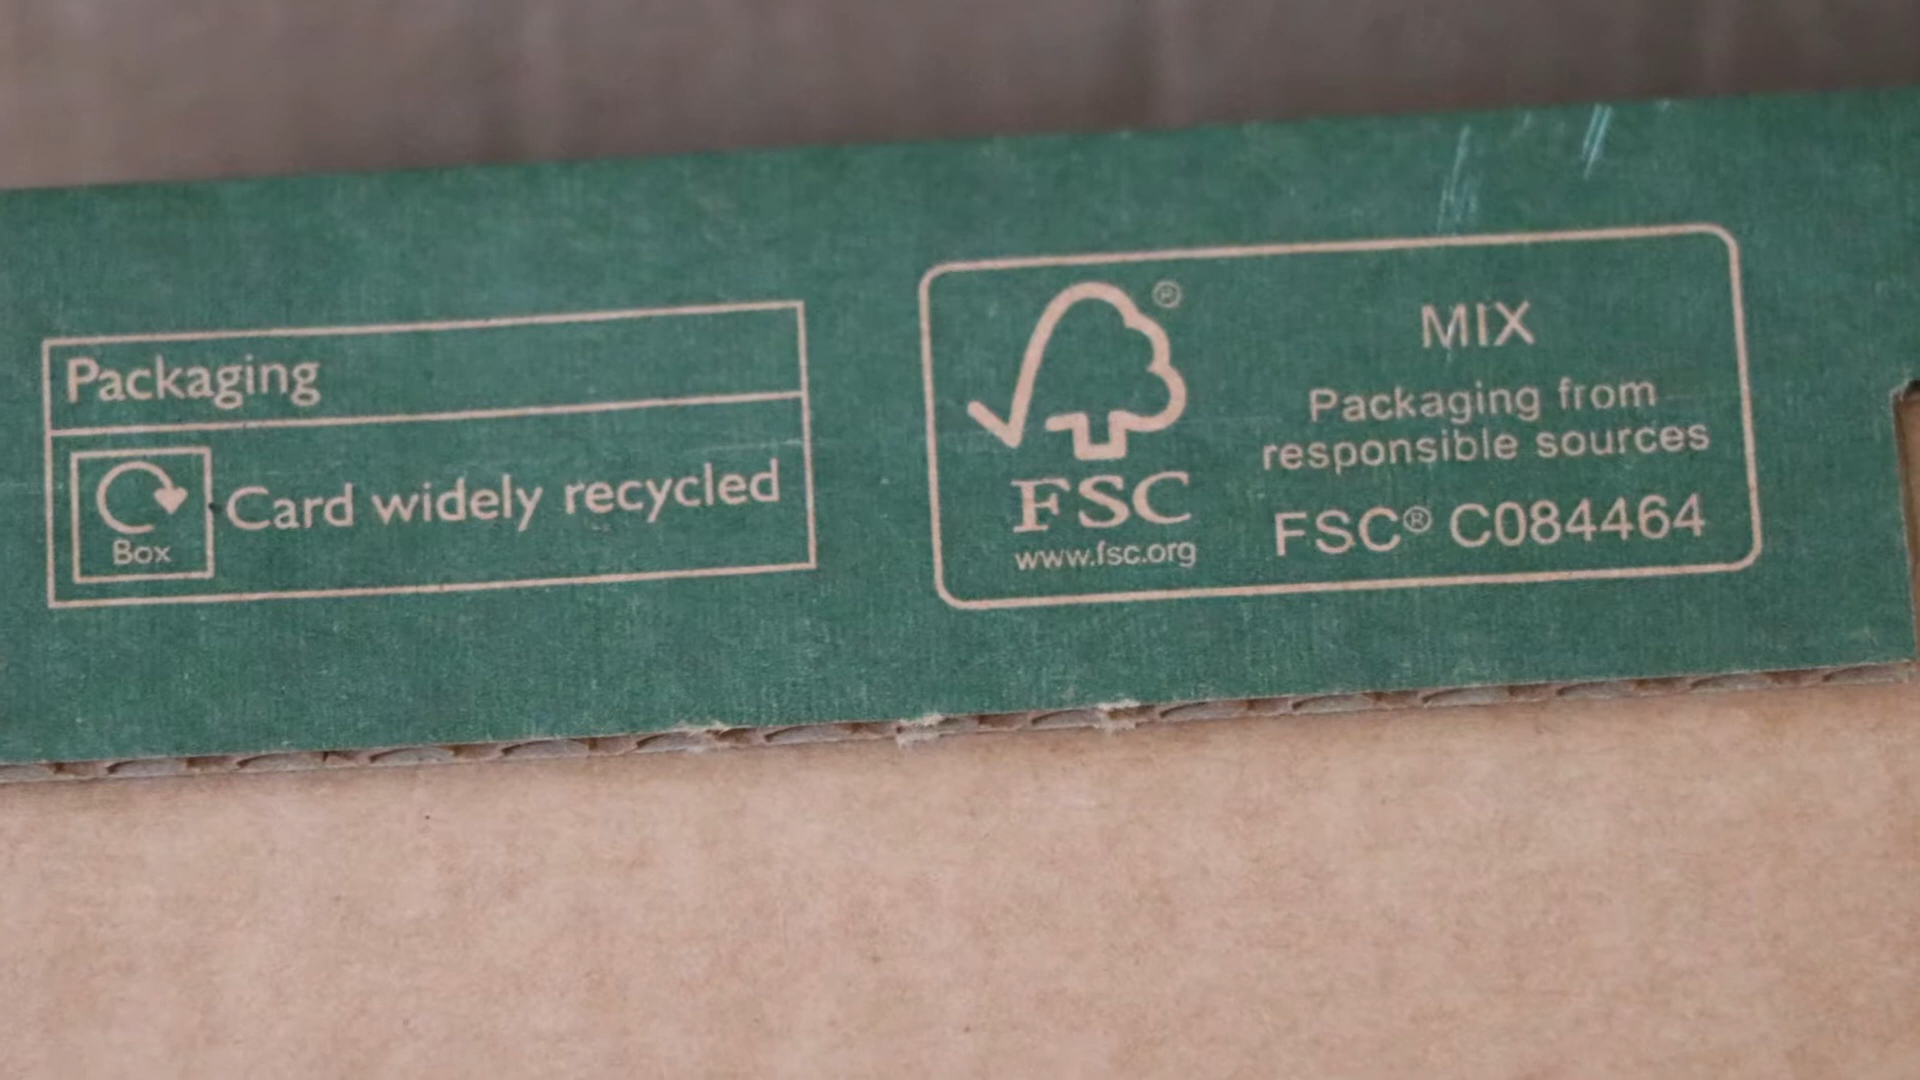 Packaging
Box
Card widely recycled
®
FSC
www.fsc.org
MIX
Packaging from
responsible sources
FSC® C084464